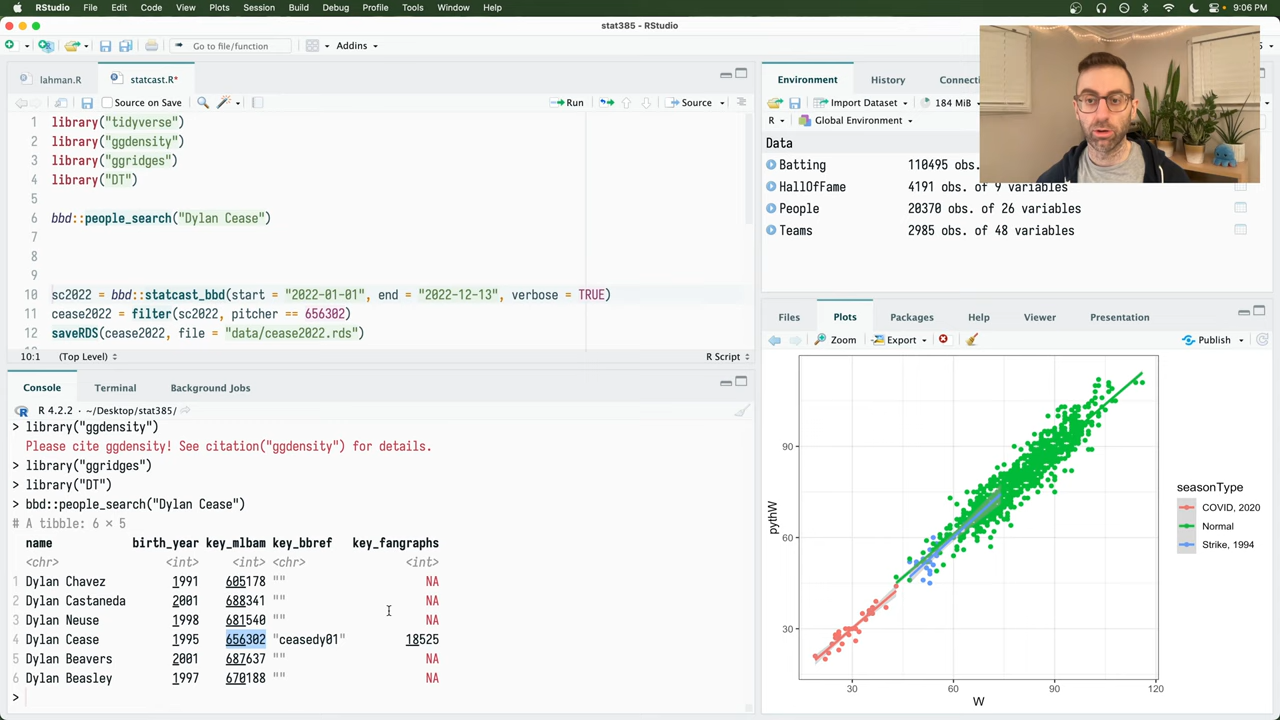 RStudio File Edit Code View Plots Session Build Debug Profile Tools Window Help 9:06 PM
stat385 - RStudio
Go to file/function Addins
lahman.R statcast.R*
Source on Save Run Source
1 library("tidyverse")
2 library("ggdensity")
3 library("ggridges")
4 library("DT")
5
6 bbd::people_search("Dylan Cease")
7
8
9
10 sc2022 = bbd::statcast_bbd(start = "2022-01-01", end = "2022-12-13", verbose = TRUE)
11 cease2022 = filter(sc2022, pitcher == 656302)
12 saveRDS(cease2022, file = "data/cease2022.rds")
10:1 (Top Level) R Script
Console Terminal Background Jobs
R 4.2.2 · ~/Desktop/stat385/
> library("ggdensity")
Please cite ggdensity! See citation("ggdensity") for details.
> library("ggridges")
> library("DT")
> bbd::people_search("Dylan Cease")
# A tibble: 6 × 5
name birth_year key_mlbam key_bbref key_fangraphs
<chr> <int> <int> <chr> <int>
1 Dylan Chavez 1991 605178 "" NA
2 Dylan Castaneda 2001 688341 "" NA
3 Dylan Neuse 1998 681540 "" NA
4 Dylan Cease 1995 656302 "ceasedy01" 18525
5 Dylan Beavers 2001 687637 "" NA
6 Dylan Beasley 1997 670188 "" NA
>
Environment History Connecti
Import Dataset 184 MiB
R Global Environment
Data
Batting 110495 obs.
HallOfFame 4191 obs. of 9 variables
People 20370 obs. of 26 variables
Teams 2985 obs. of 48 variables
Files Plots Packages Help Viewer Presentation
Zoom Export Publish
90
60
30
pythW
30 60 90 120
W
seasonType
COVID, 2020
Normal
Strike, 1994